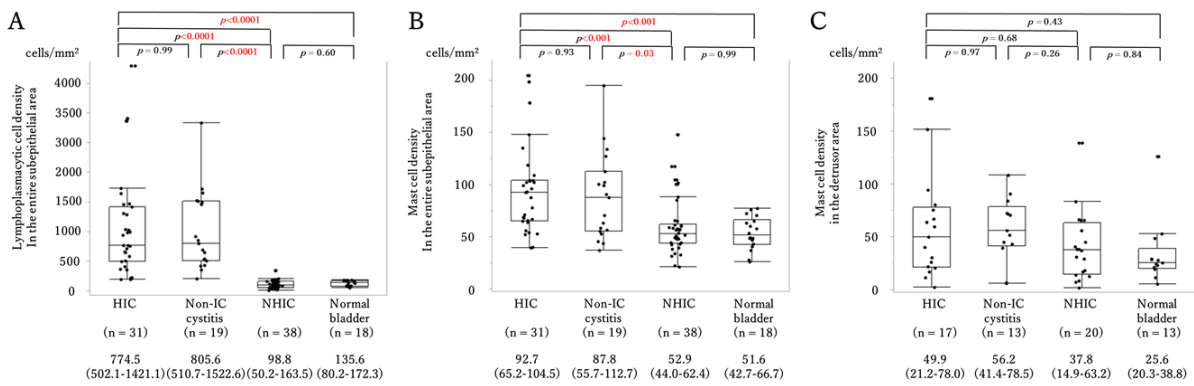 A
p<0.0001
p<0.0001
cells/mm²
p = 0.99
p<0.0001
p = 0.60
Lymphoplasmacytic cell density
In the entire subepithelial area
4000
3500
3000
2500
2000
1500
1000
500
0
HIC
Non-IC
cystitis
NHIC
Normal
bladder
(n = 31)
(n = 19)
(n = 38)
(n = 18)
774.5
805.6
98.8
135.6
(502.1-1421.1)
(510.7-1522.6)
(50.2-163.5)
(80.2-172.3)
B
p<0.001
p<0.001
cells/mm²
p = 0.93
p = 0.03
p = 0.99
Mast cell density
In the entire subepithelial area
200
150
100
50
0
HIC
Non-IC
cystitis
NHIC
Normal
bladder
(n = 31)
(n = 19)
(n = 38)
(n = 18)
92.7
87.8
52.9
51.6
(65.2-104.5)
(55.7-112.7)
(44.0-62.4)
(42.7-66.7)
C
p = 0.43
p = 0.68
cells/mm²
p = 0.97
p = 0.26
p = 0.84
Mast cell density
in the detrusor area
200
150
100
50
0
HIC
Non-IC
cystitis
NHIC
Normal
bladder
(n = 17)
(n = 13)
(n = 20)
(n = 13)
49.9
56.2
37.8
25.6
(21.2-78.0)
(41.4-78.5)
(14.9-63.2)
(20.3-38.8)